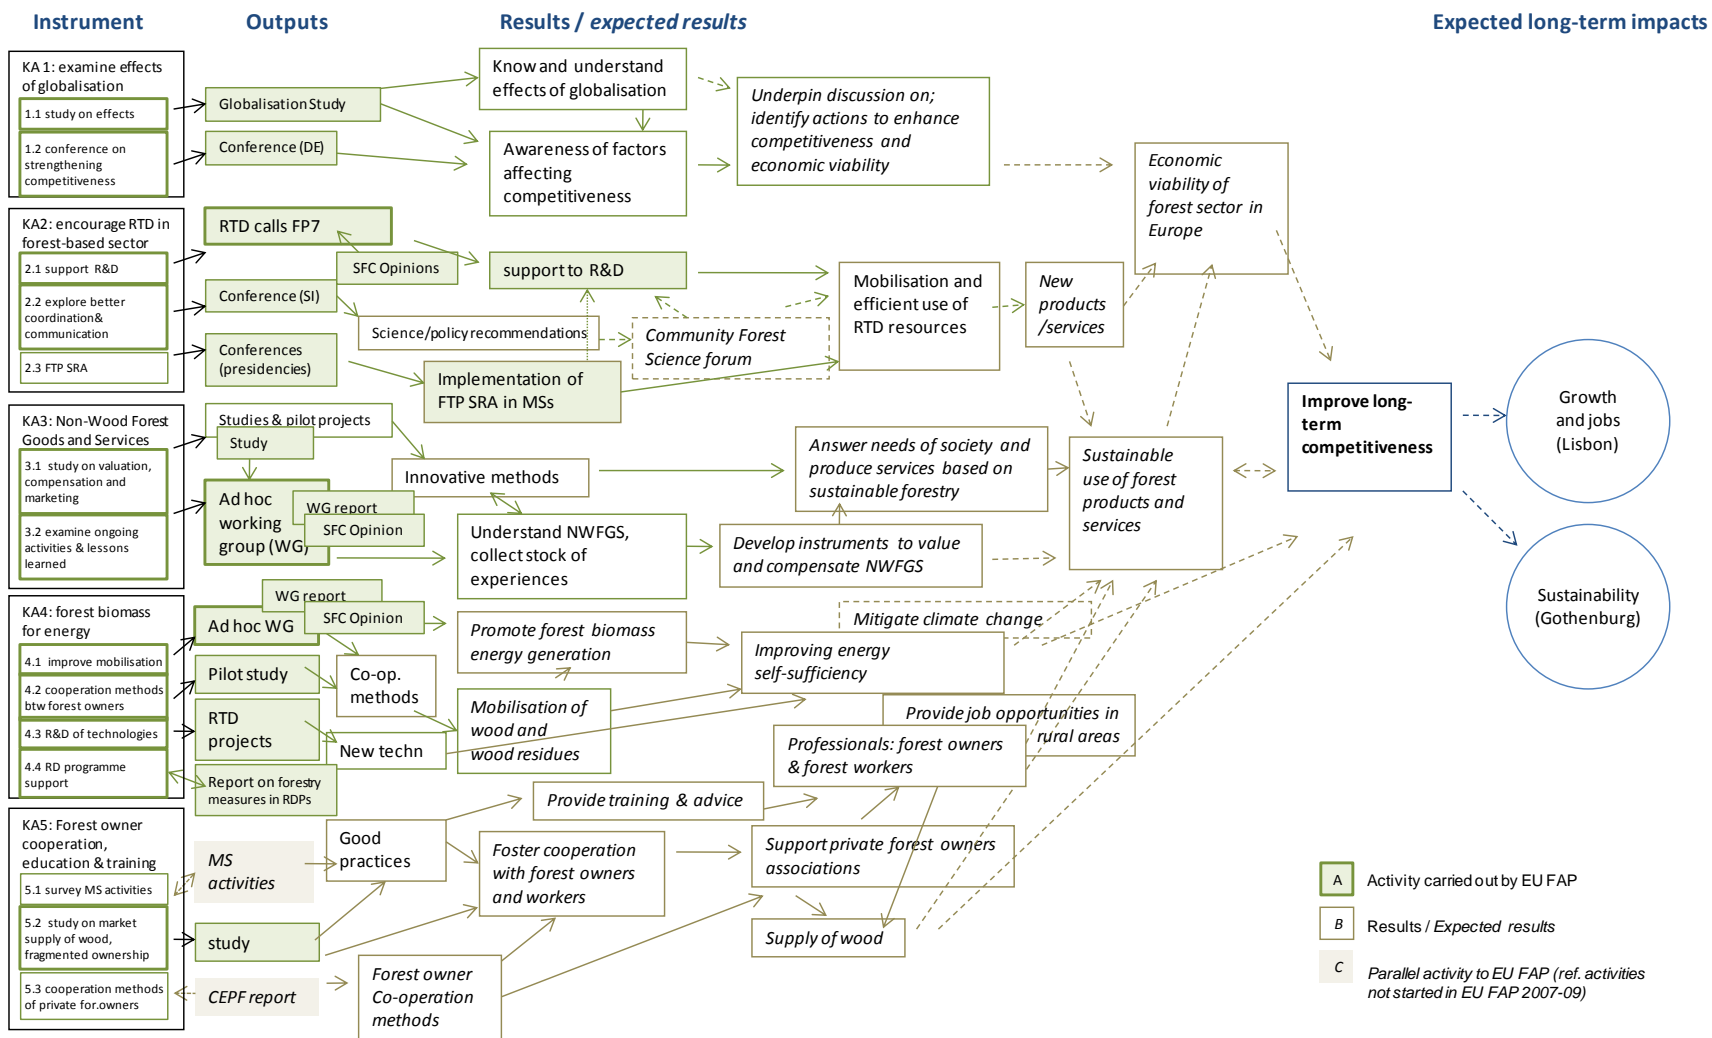 Instrument
Outputs
Results / expected results
Expected long-term impacts
KA 1: examine effects
of globalisation
1.1 study on effects
1.2 conference on
strengthening
competitiveness
Globalisation Study
Conference (DE)
Know and understand
effects of globalisation
Awareness of factors
affecting
competitiveness
Underpin discussion on;
identify actions to enhance
competitiveness and
economic viability
Economic
viability of
forest sector in
Europe
KA2: encourage RTD in
forest-based sector
2.1 support R&D
2.2 explore better
coordination&
communication
2.3 FTP SRA
RTD calls FP7
SFC Opinions
Conference (SI)
Conferences
(presidencies)
support to R&D
Science/policy recommendations
Community Forest
Science forum
Implementation of
FTP SRA in MSs
Mobilisation and
efficient use of
RTD resources
New
products
/services
KA3: Non-Wood Forest
Goods and Services
3.1 study on valuation,
compensation and
marketing
3.2 examine ongoing
activities & lessons
learned
Studies & pilot projects
Study
Ad hoc
working
group (WG)
WG report
SFC Opinion
Innovative methods
Understand NWFGS,
collect stock of
experiences
Answer needs of society and
produce services based on
sustainable forestry
Develop instruments to value
and compensate NWFGS
Sustainable
use of forest
products and
services
Improve long-
term
competitiveness
Growth
and jobs
(Lisbon)
Sustainability
(Gothenburg)
KA4: forest biomass
for energy
4.1 improve mobilisation
4.2 cooperation methods
btw forest owners
4.3 R&D of technologies
4.4 RD programme
support
WG report
SFC Opinion
Ad hoc WG
Pilot study
RTD
projects
Report on forestry
measures in RDPs
Co-op.
methods
New techn
Promote forest biomass
energy generation
Mobilisation of
wood and
wood residues
Mitigate climate change
Improving energy
self-sufficiency
Provide job opportunities in
rural areas
Professionals: forest owners
& forest workers
KA5: Forest owner
cooperation,
education & training
5.1 survey MS activities
5.2 study on market
supply of wood,
fragmented ownership
5.3 cooperation methods
of private for.owners
MS
activities
study
CEPF report
Good
practices
Provide training & advice
Foster cooperation
with forest owners
and workers
Forest owner
Co-operation
methods
Support private forest owners
associations
Supply of wood
A Activity carried out by EU FAP
B Results / Expected results
C Parallel activity to EU FAP (ref. activities
not started in EU FAP 2007-09)